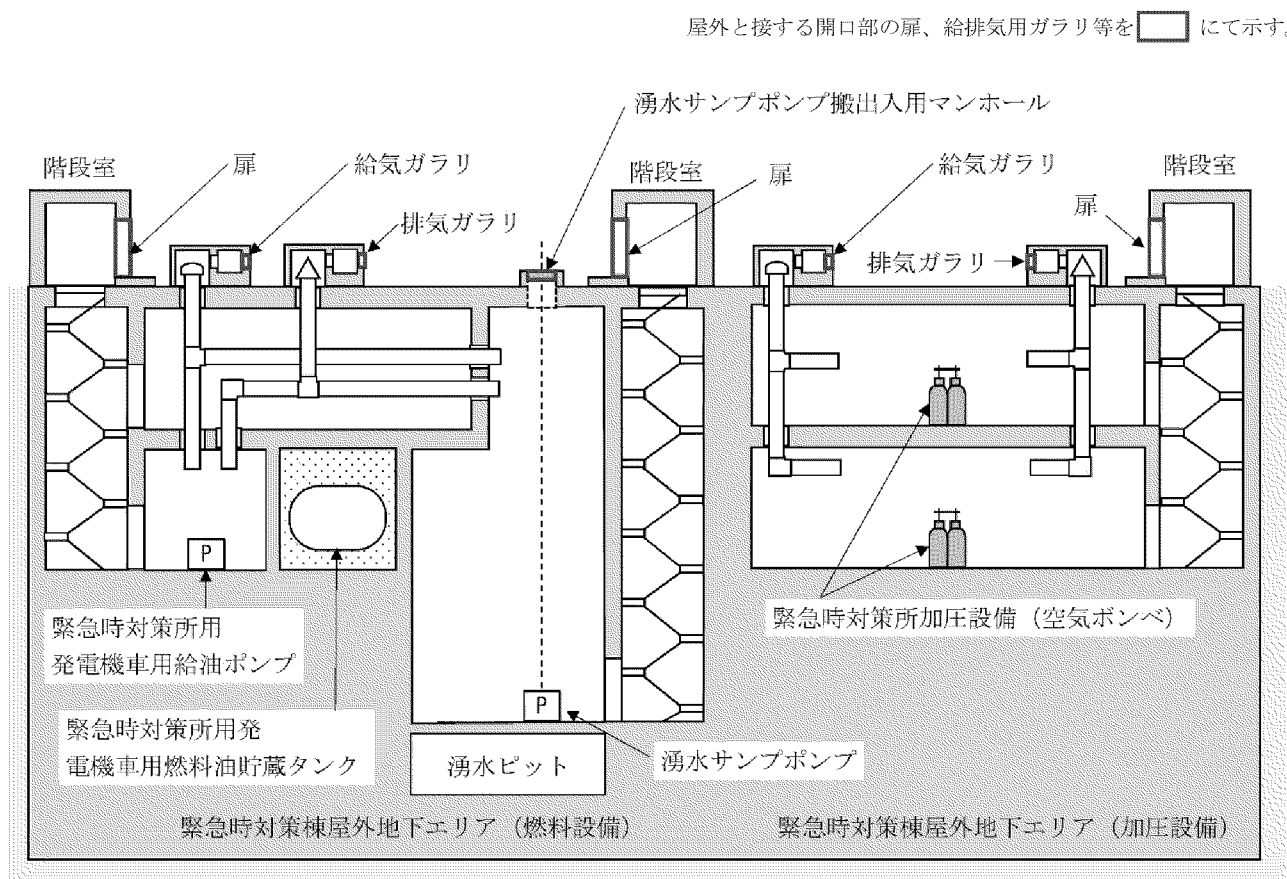 屋外と接する開口部の扉、給排気用ガラリ等を にて示す。
湧水サンプポンプ搬出入用マンホール
階段室
扉
給気ガラリ
排気ガラリ
階段室
扉
給気ガラリ
排気ガラリ
階段室
扉
P
緊急時対策所用
発電機車用給油ポンプ
緊急時対策所用発
電機車用燃料油貯蔵タンク
P
湧水サンプポンプ
湧水ピット
緊急時対策所加圧設備（空気ボンベ）
緊急時対策棟屋外地下エリア（燃料設備）
緊急時対策棟屋外地下エリア（加圧設備）